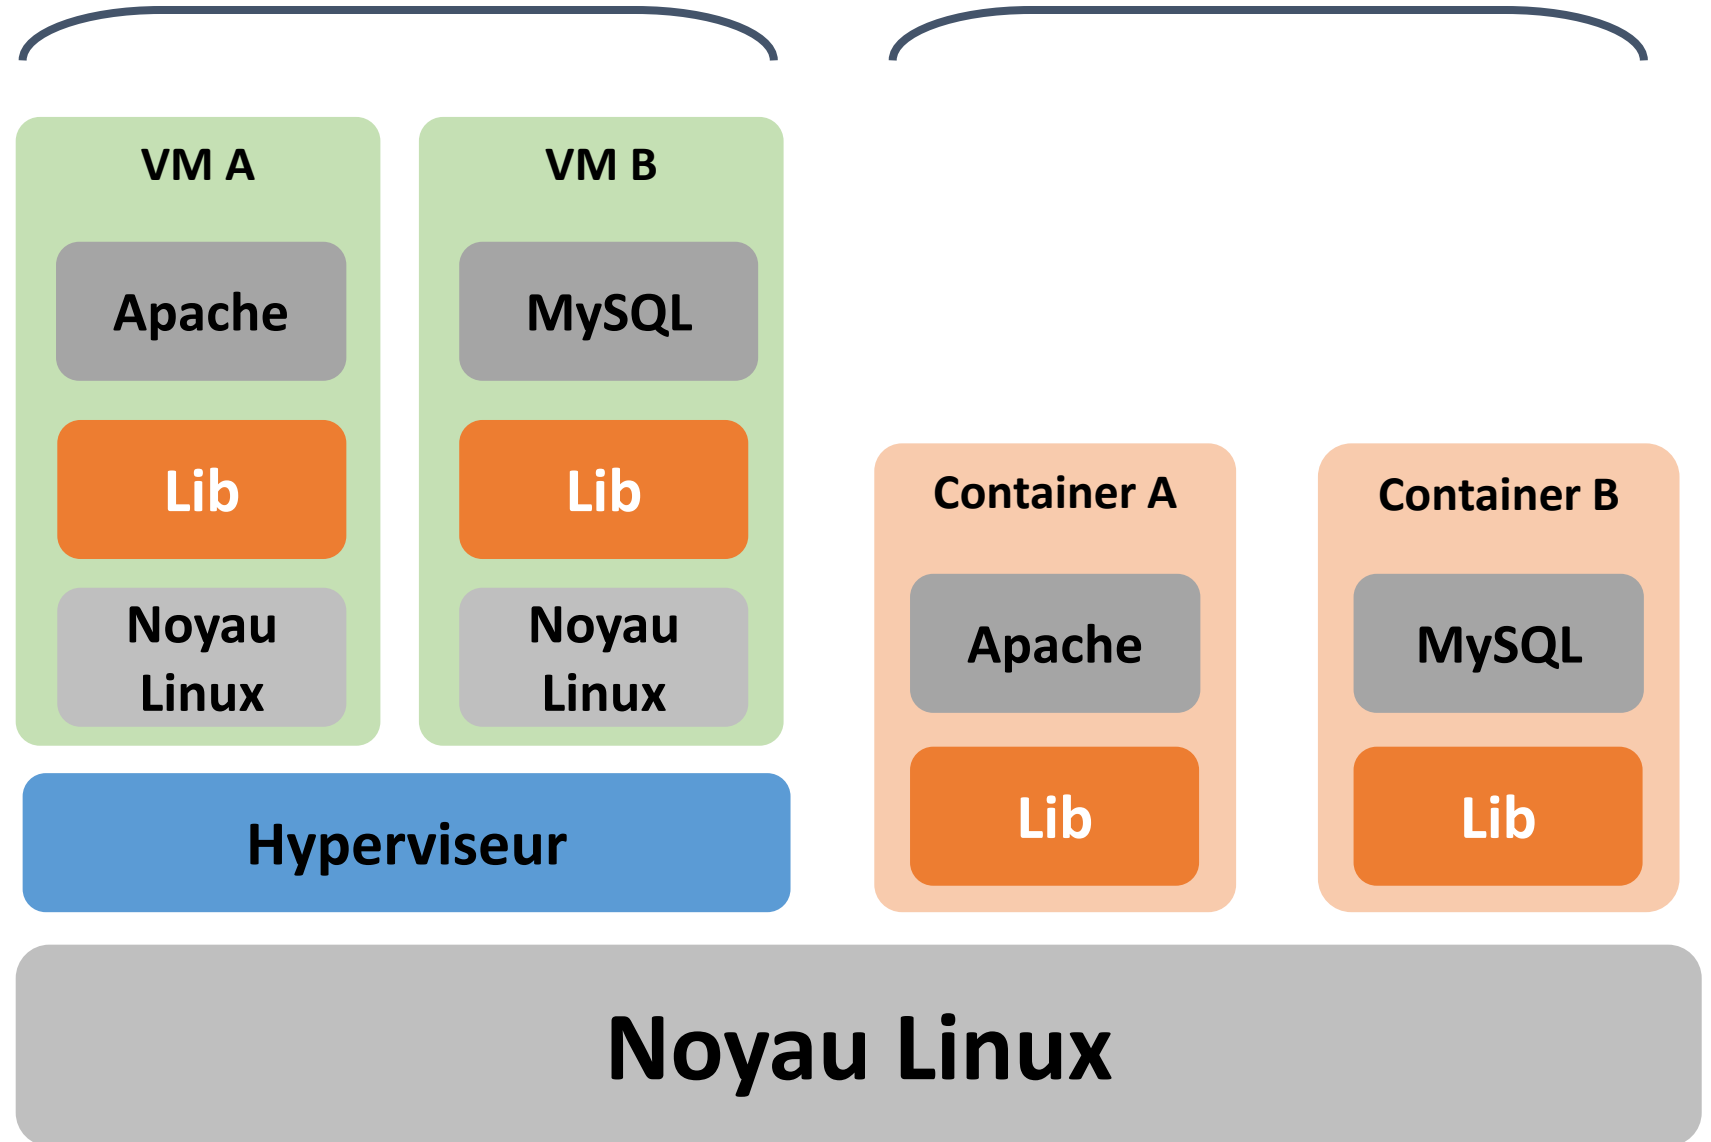 VM A
Apache
Lib
Noyau
Linux
VM B
MySQL
Lib
Noyau
Linux
Hyperviseur
Container A
Apache
Lib
Container B
MySQL
Lib
Noyau Linux